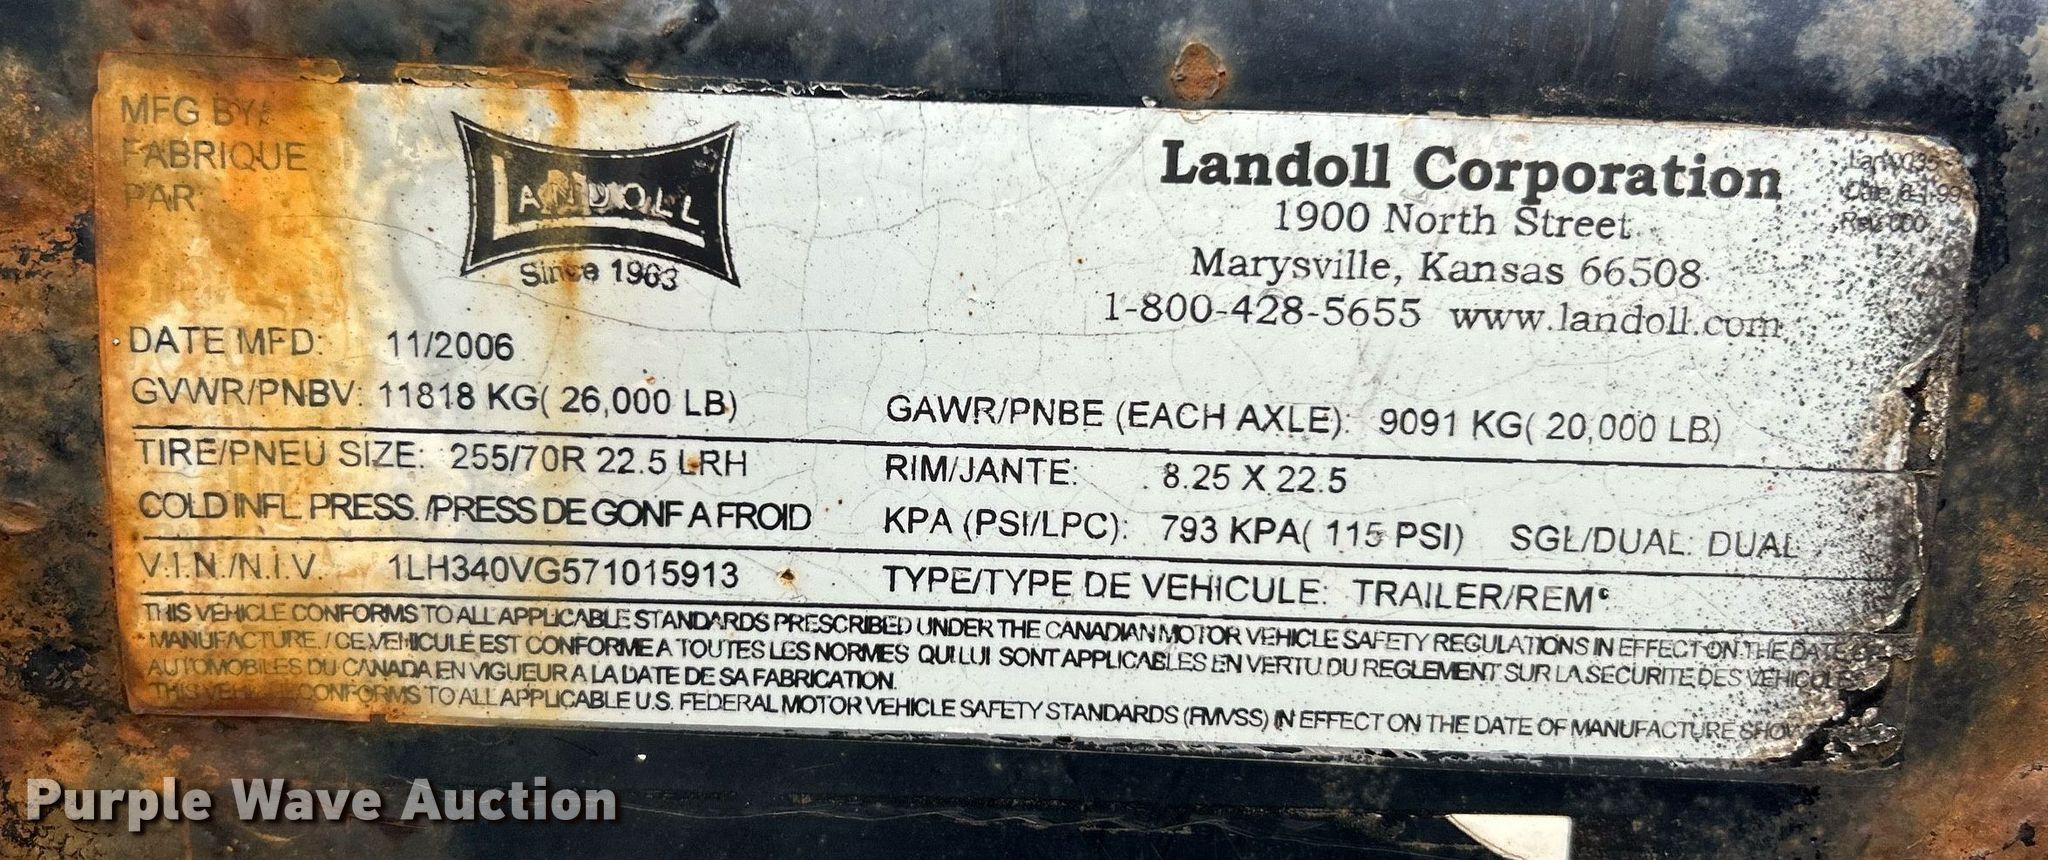 MFG BY/
FABRIQUE
PAR
LANDOLL
Since 1963
Landoll Corporation
1900 North Street
Marysville, Kansas 66508
1-800-428-5655 www.landoll.com
DATE MFD: 11/2006
GVWR/PNBV: 11818 KG( 26,000 LB) GAWR/PNBE (EACH AXLE): 9091 KG( 20,000 LB)
TIRE/PNEU SIZE: 255/70R 22.5 LRH RIM/JANTE: 8.25 X 22.5
COLD INFL PRESS. /PRESS DE GONF A FROID KPA (PSI/LPC): 793 KPA( 115 PSI) SGL/DUAL: DUAL
V.I.N./N.I.V. 1LH340VG571015913 TYPE/TYPE DE VEHICULE: TRAILER/REM
THIS VEHICLE CONFORMS TO ALL APPLICABLE STANDARDS PRESCRIBED UNDER THE CANADIAN MOTOR VEHICLE SAFETY REGULATIONS IN EFFECT ON THE DATE
MANUFACTURE. / CE VEHICULE EST CONFORME A TOUTES LES NORMES QUI LUI SONT APPLICABLES EN VERTU DU REGLEMENT SUR LA SECURITE DES VEHICULES
AUTOMOBILES DU CANADA EN VIGUEUR A LA DATE DE SA FABRICATION.
THIS VEHICLE CONFORMS TO ALL APPLICABLE U.S. FEDERAL MOTOR VEHICLE SAFETY STANDARDS (FMVSS) IN EFFECT ON THE DATE OF MANUFACTURE
Purple Wave Auction